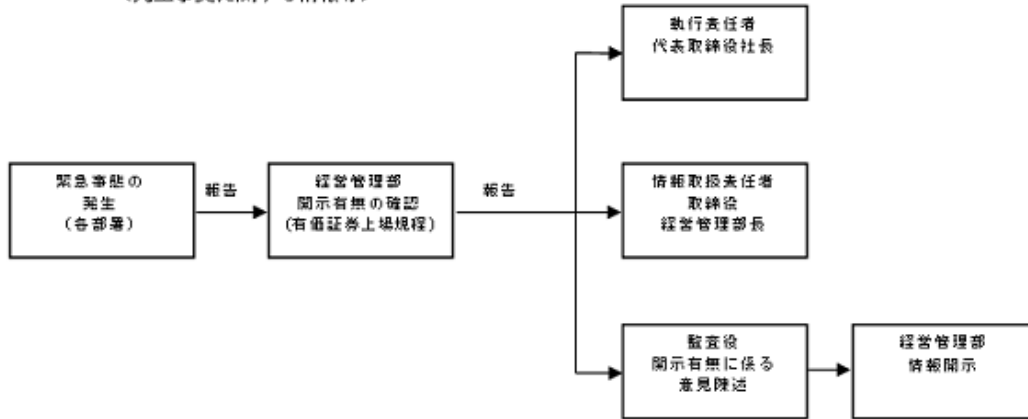 執行責任者
代表取締役社長
緊急事態の
発生
(各部署)
報告
経営管理部
開示有無の確認
(有価証券上場規程)
報告
情報取扱責任者
取締役
経営管理部長
監査役
開示有無に係る
意見陳述
経営管理部
情報開示